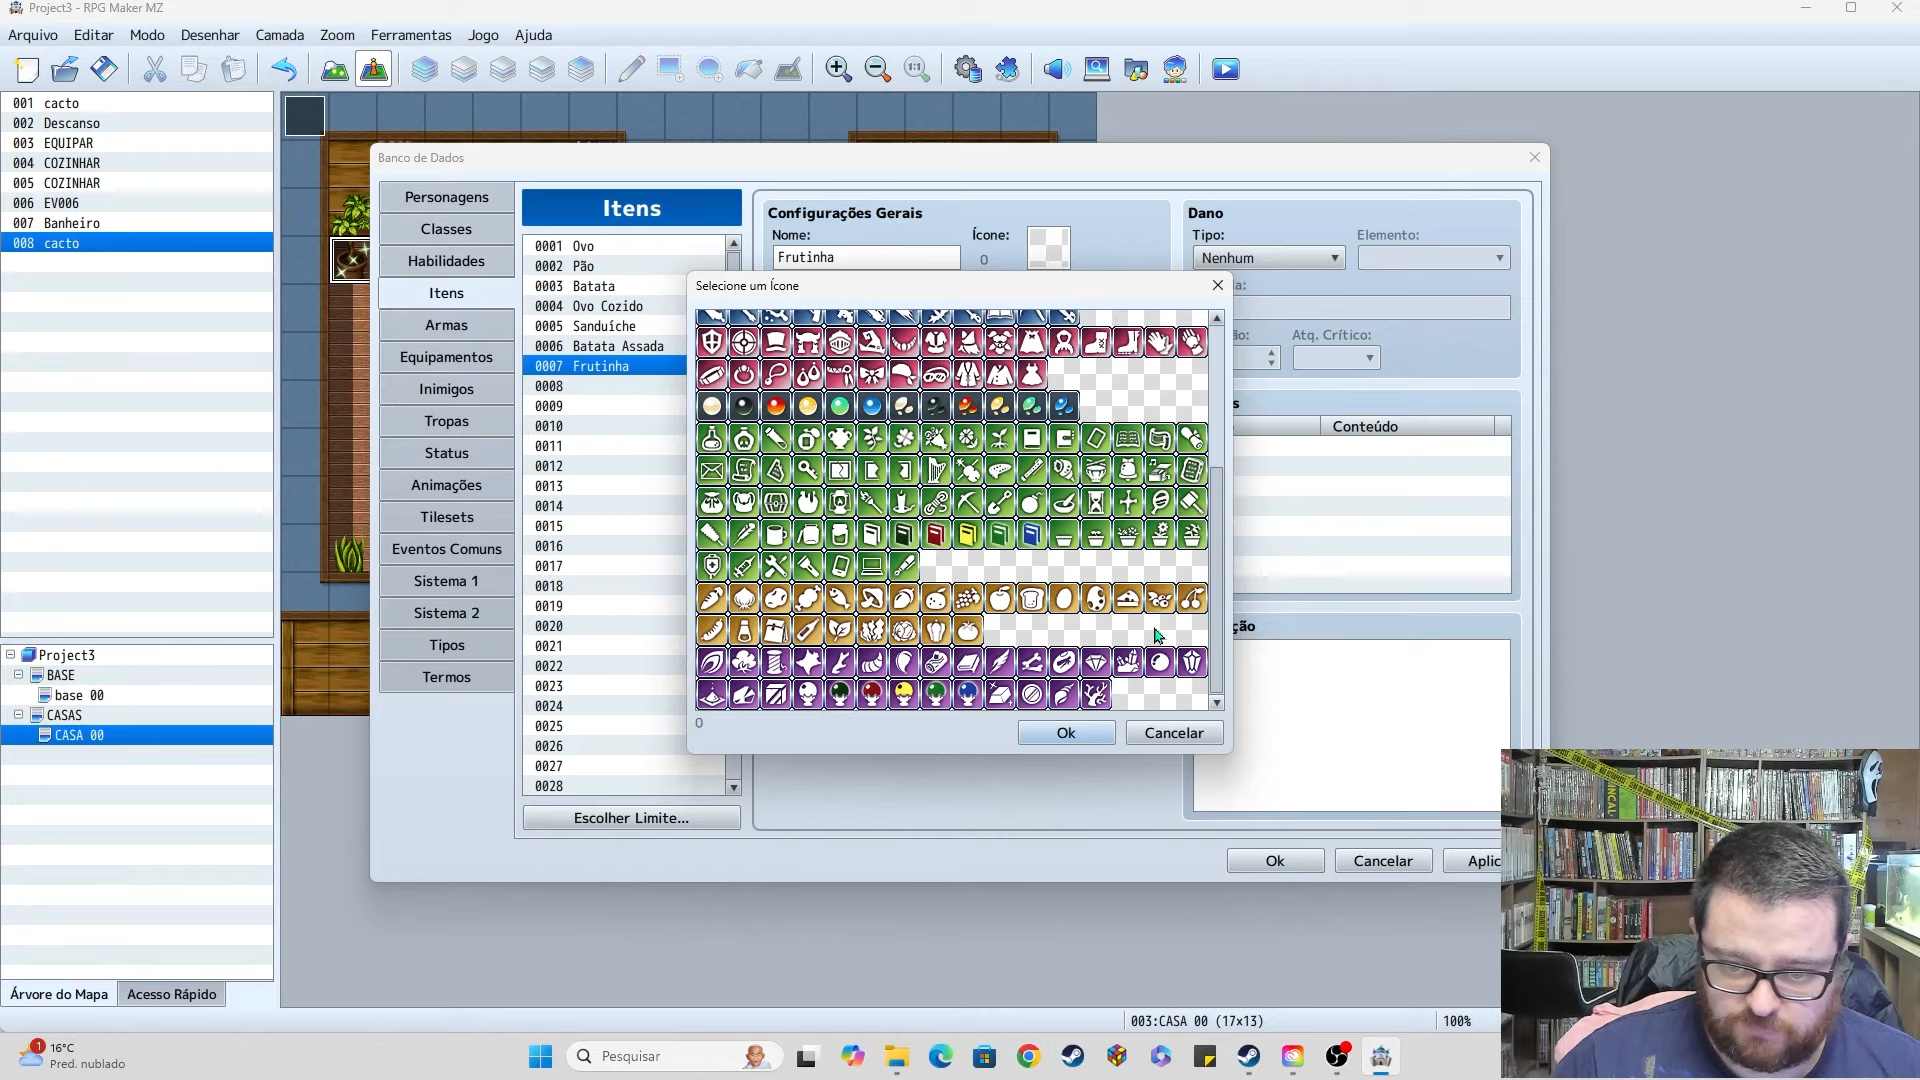 Project3 - RPG Maker MZ
Arquivo Editar Modo Desenhar Camada Zoom Ferramentas Jogo Ajuda
001 cacto
002 Descanso
003 EQUIPAR
004 COZINHAR
005 COZINHAR
006 EV006
007 Banheiro
008 cacto
Project3
BASE
base 00
CASAS
CASA 00
Árvore do Mapa
Acesso Rápido
Banco de Dados
Personagens
Classes
Habilidades
Itens
Armas
Equipamentos
Inimigos
Tropas
Status
Animações
Tilesets
Eventos Comuns
Sistema 1
Sistema 2
Tipos
Termos
Itens
0001 Ovo
0002 Pão
0003 Batata
0004 Ovo Cozido
0005 Sanduíche
0006 Batata Assada
0007 Frutinha
0008
0009
0010
0011
0012
0013
0014
0015
0016
0017
0018
0019
0020
0021
0022
0023
0024
0025
0026
0027
0028
Escolher Limite...
Configurações Gerais
Nome:
Ícone:
Frutinha
0
Dano
Tipo:
Elemento:
Nenhum
Atq. Crítico:
Conteúdo
Selecione um Ícone
0
Ok
Cancelar
Ok
Cancelar
Aplic
003:CASA 00 (17×13)
100%
1
16°C
Pred. nublado
Pesquisar